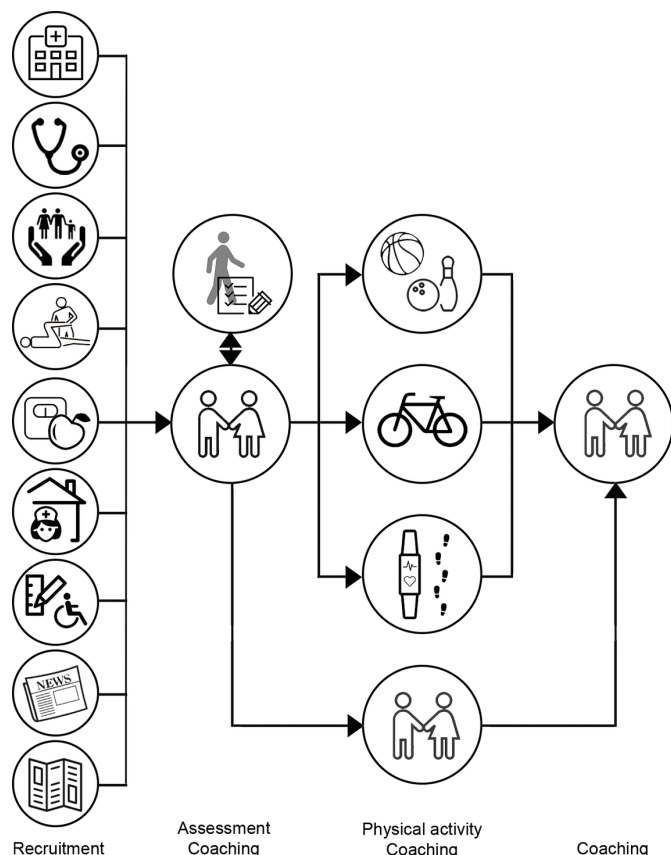 NEWS
Recruitment
Assessment
Coaching
Physical activity
Coaching
Coaching